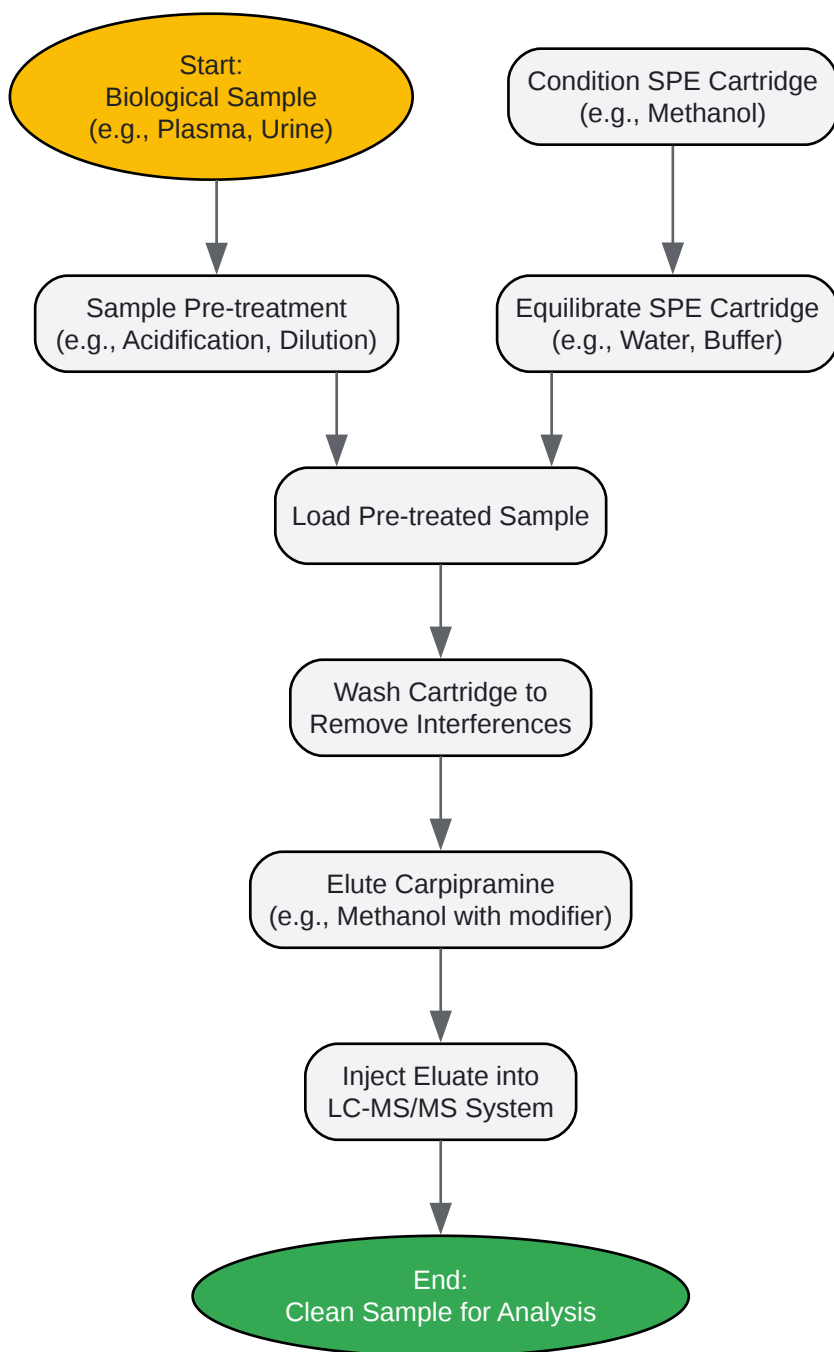 Start:
Biological Sample
(e.g., Plasma, Urine)
Condition SPE Cartridge
(e.g., Methanol)
Sample Pre-treatment
(e.g., Acidification, Dilution)
Equilibrate SPE Cartridge
(e.g., Water, Buffer)
Load Pre-treated Sample
Wash Cartridge to
Remove Interferences
Elute Carpipramine
(e.g., Methanol with modifier)
Inject Eluate into
LC-MS/MS System
End:
Clean Sample for Analysis